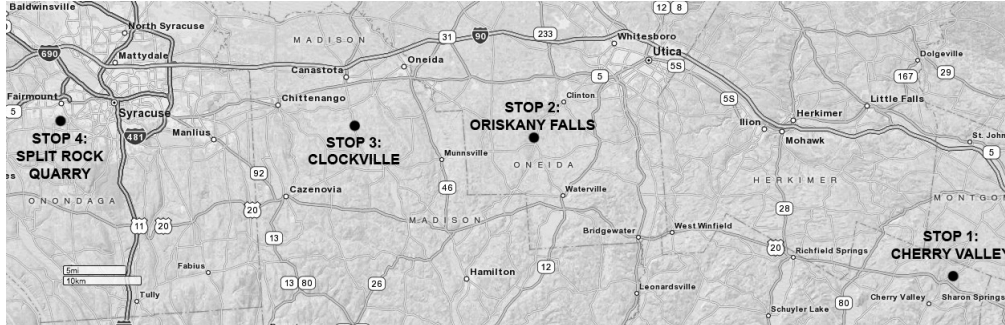 Baldwinsville
North Syracuse
MADISON
31
90
233
12
8
Whitesboro
690
Mattydale
Canastota
Oneida
Utica
5S
Dolgeville
29
167
Fairmount
5
Syracuse
Chittenango
5
Clinton
5S
Little Falls
STOP 4:
SPLIT ROCK
QUARRY
481
Manlius
STOP 3:
CLOCKVILLE
STOP 2:
ORISKANY FALLS
Herkimer
Ilion
Mohawk
St. John
5
Munnsville
ONEIDA
ONONDAGA
92
Cazenovia
46
Waterville
HERKIMER
MONTGOM
11
20
20
MADISON
28
13
Bridgewater
West Winfield
20
Richfield Springs
STOP 1:
CHERRY VALLEY
5mi
10km
Fabius
Tully
13
80
26
Hamilton
12
Leonardsville
Schuyler Lake
80
Cherry Valley
Sharon Springs